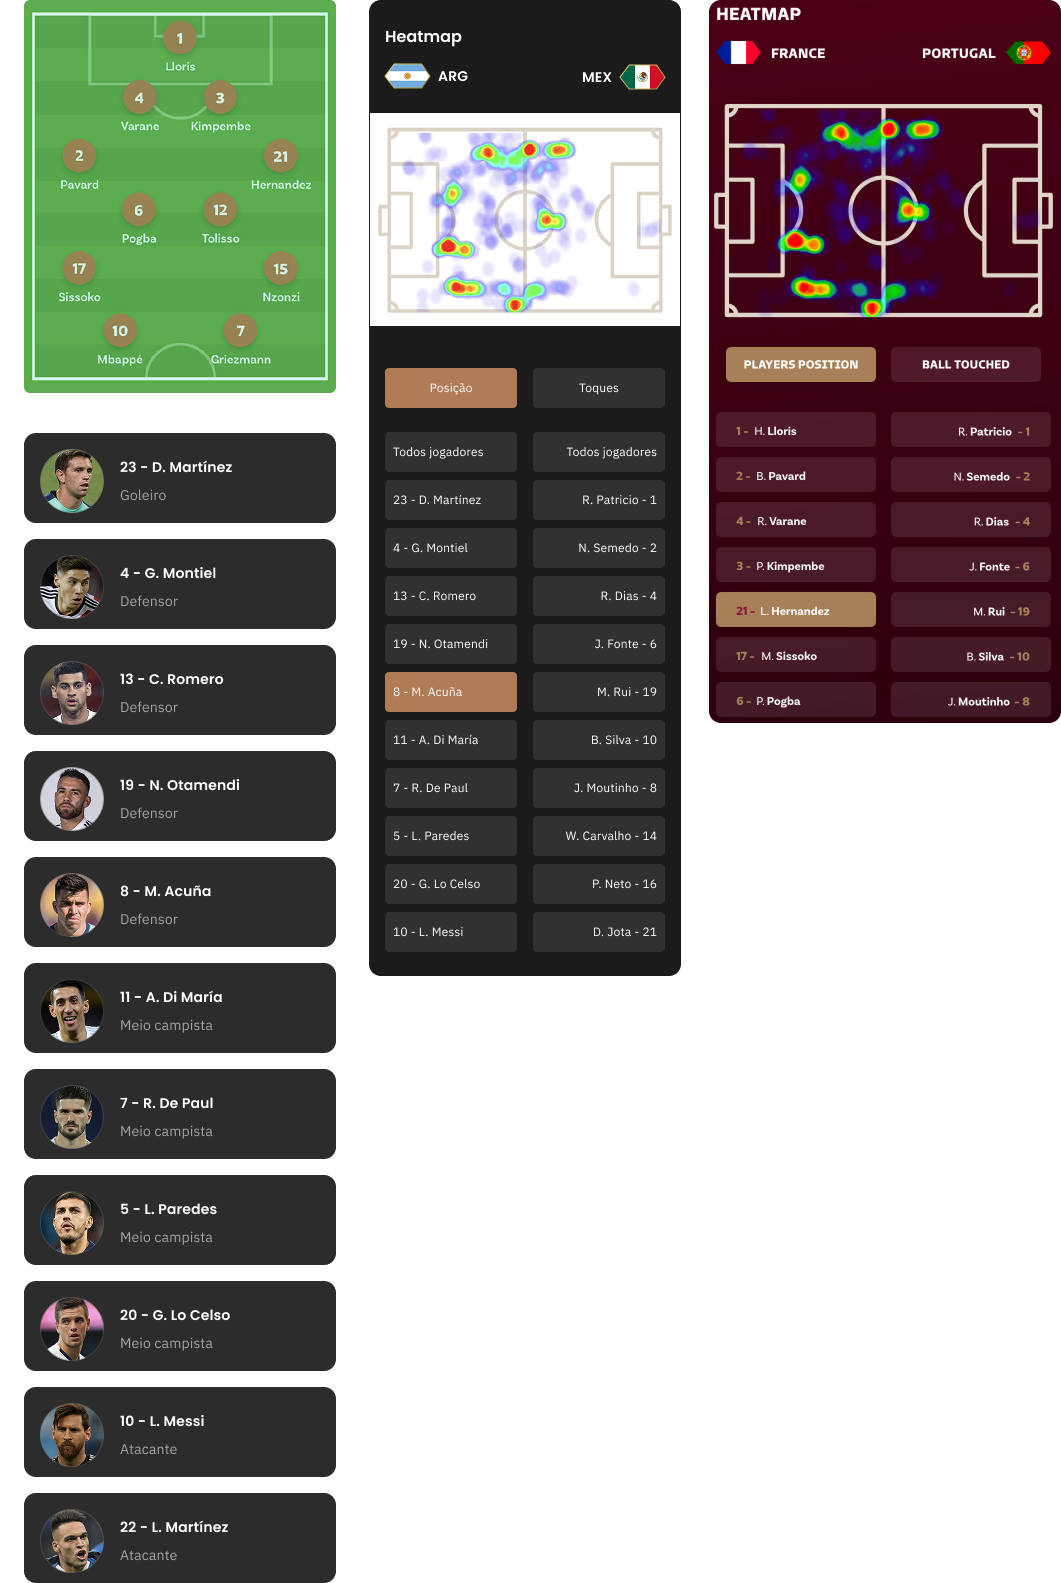 1
Lloris
4
3
Varane
Kimpembe
2
21
Pavard
Hernandez
6
12
Pogba
Tolisso
17
15
Sissoko
Nzonzi
10
7
Mbappé
Griezmann
23 - D. Martínez
Goleiro
4 - G. Montiel
Defensor
13 - C. Romero
Defensor
19 - N. Otamendi
Defensor
8 - M. Acuña
Defensor
11 - A. Di María
Meio campista
7 - R. De Paul
Meio campista
5 - L. Paredes
Meio campista
20 - G. Lo Celso
Meio campista
10 - L. Messi
Atacante
22 - L. Martínez
Atacante
Heatmap
ARG
MEX
Posição
Toques
Todos jogadores
Todos jogadores
23 - D. Martínez
R. Patricio - 1
4 - G. Montiel
N. Semedo - 2
13 - C. Romero
R. Dias - 4
19 - N. Otamendi
J. Fonte - 6
8 - M. Acuña
M. Rui - 19
11 - A. Di María
B. Silva - 10
7 - R. De Paul
J. Moutinho - 8
5 - L. Paredes
W. Carvalho - 14
20 - G. Lo Celso
P. Neto - 16
10 - L. Messi
D. Jota - 21
HEATMAP
FRANCE
PORTUGAL
PLAYERS POSITION
BALL TOUCHED
1 - H. Lloris
R. Patricio - 1
2 - B. Pavard
N. Semedo - 2
4 - R. Varane
R. Dias - 4
3 - P. Kimpembe
J. Fonte - 6
21 - L. Hernandez
M. Rui - 19
17 - M. Sissoko
B. Silva - 10
6 - P. Pogba
J. Moutinho - 8